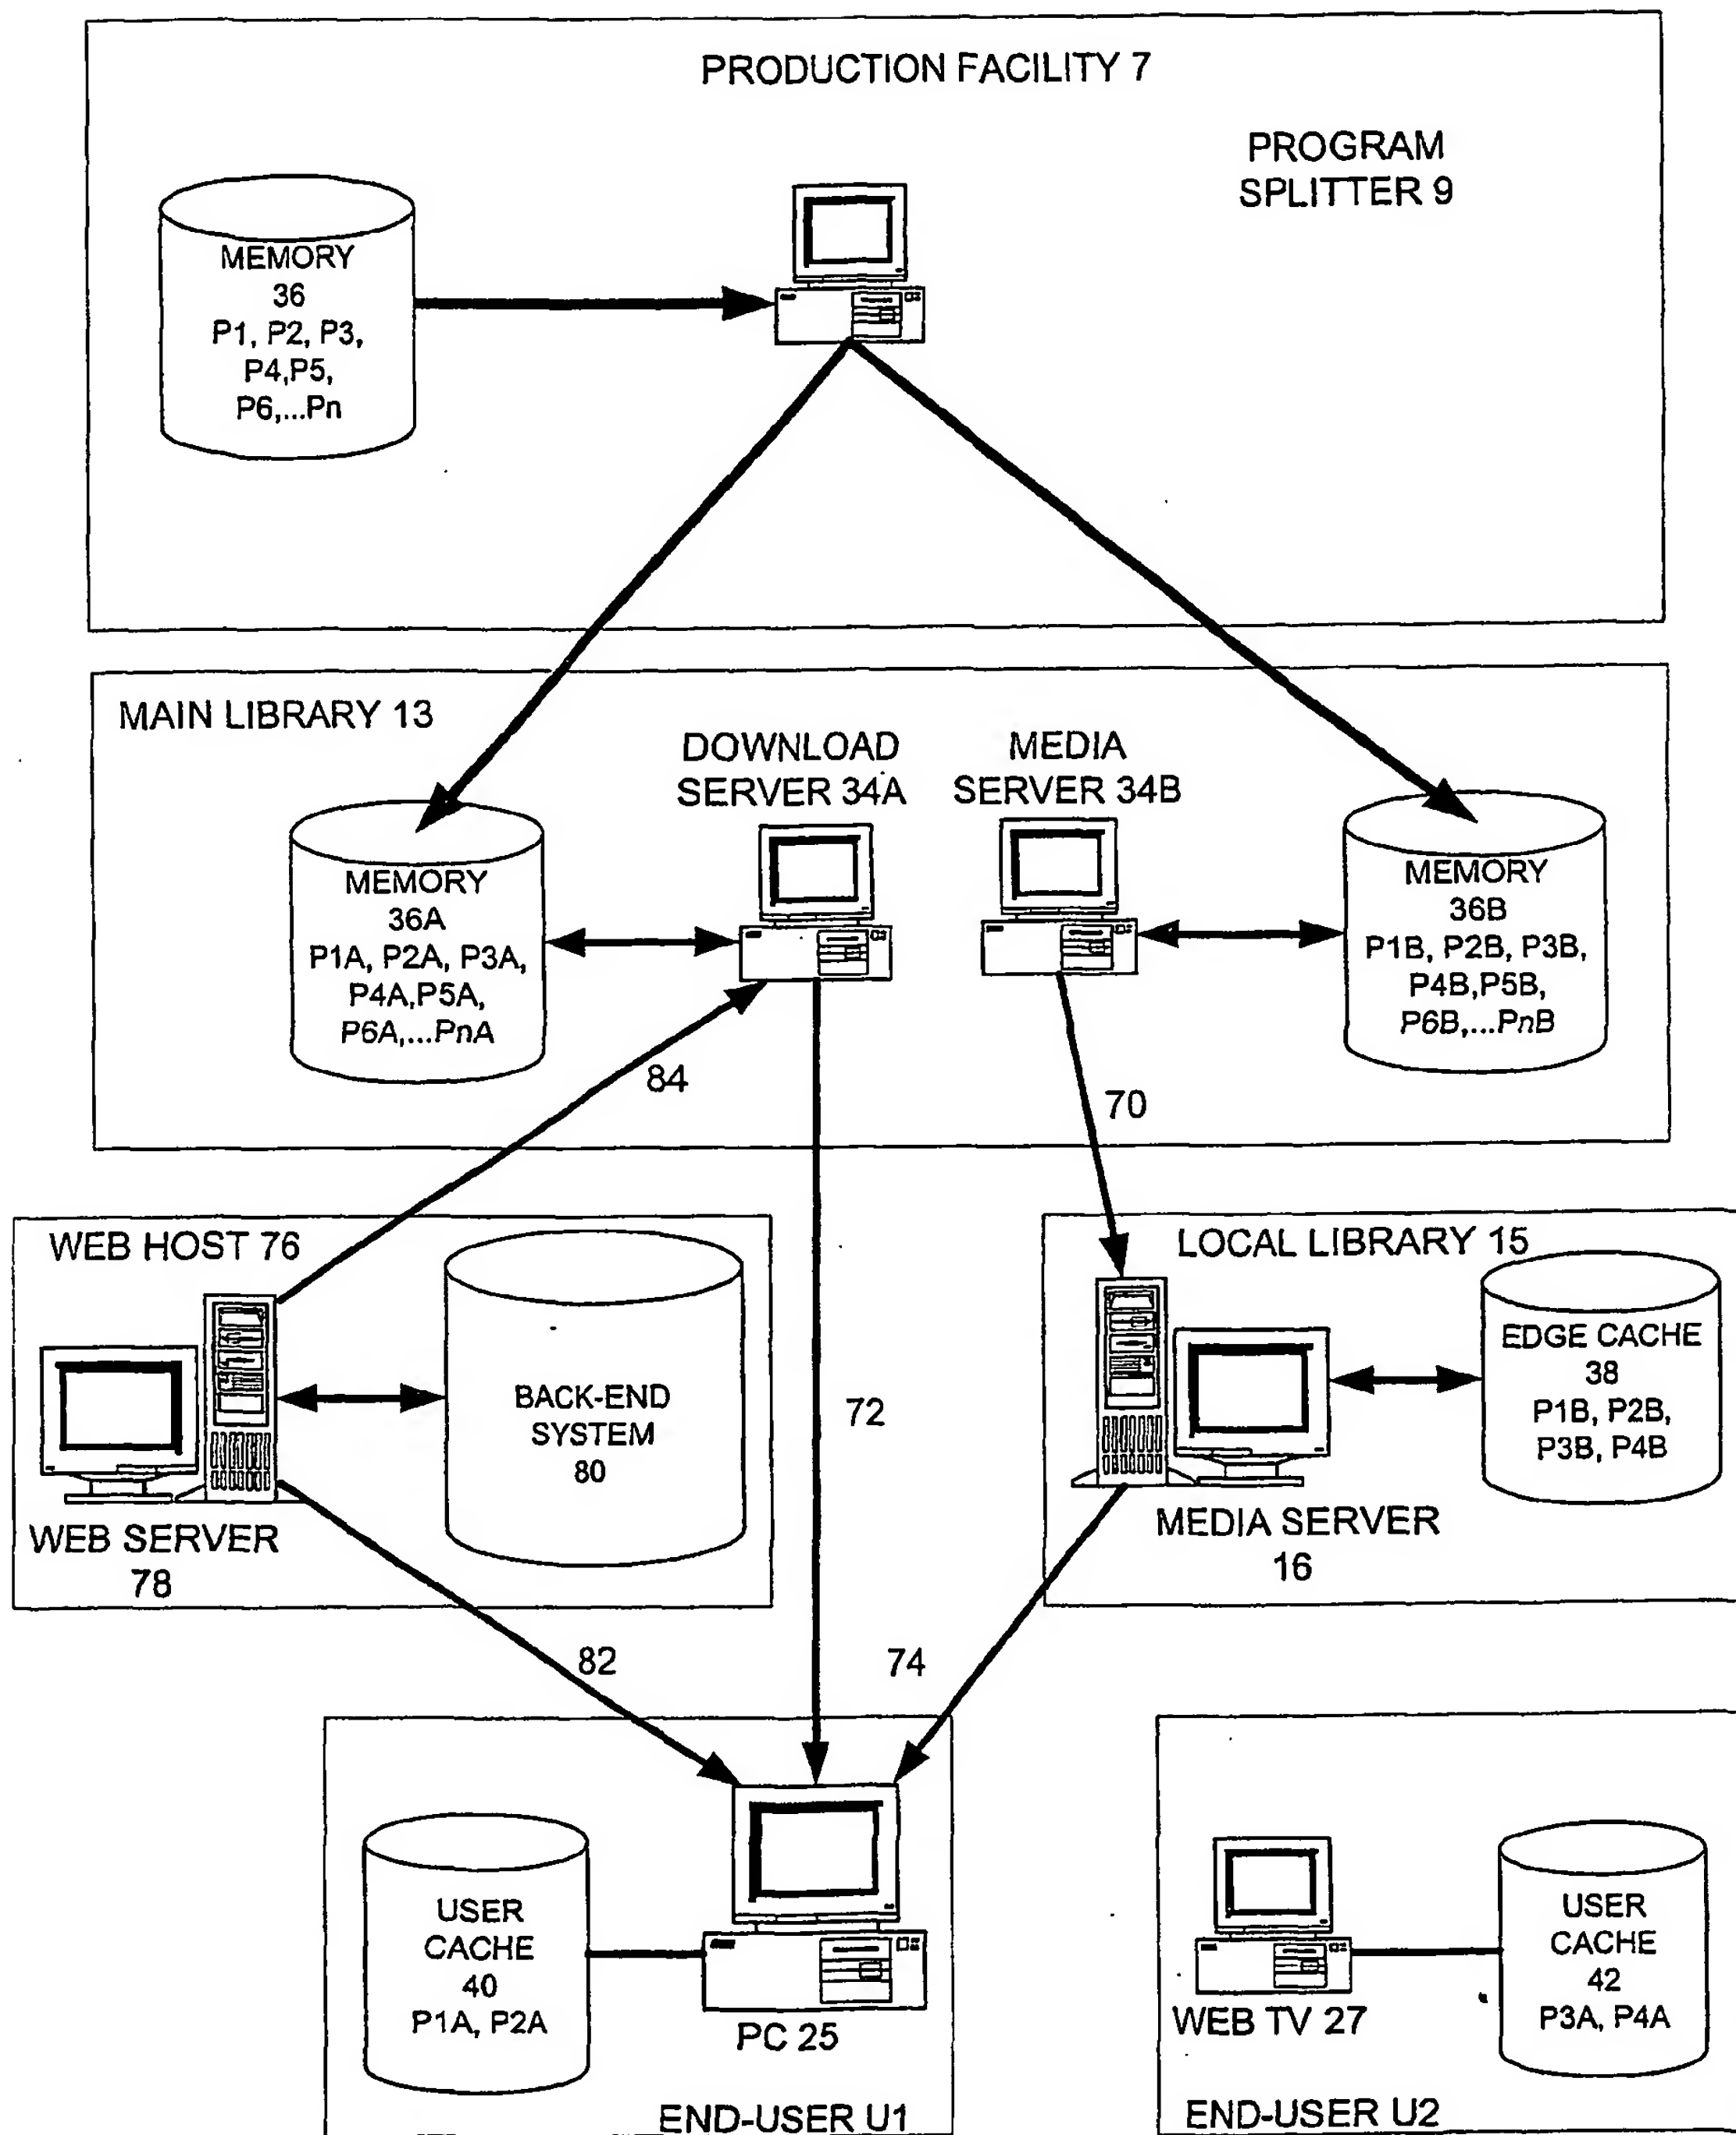 PRODUCTION FACILITY 7
PROGRAM
SPLITTER 9
MEMORY
36
P1, P2, P3,
P4,P5,
P6,...Pn
MAIN LIBRARY 13
DOWNLOAD
SERVER 34A
MEDIA
SERVER 34B
MEMORY
36A
P1A, P2A, P3A,
P4A,P5A,
P6A,...PnA
MEMORY
36B
P1B, P2B, P3B,
P4B,P5B,
P6B,...PnB
84
70
WEB HOST 76
BACK-END
SYSTEM
80
WEB SERVER
78
72
LOCAL LIBRARY 15
EDGE CACHE
38
P1B, P2B,
P3B, P4B
MEDIA SERVER
16
82
74
USER
CACHE
40
P1A, P2A
PC 25
END-USER U1
WEB TV 27
USER
CACHE
42
P3A, P4A
END-USER U2